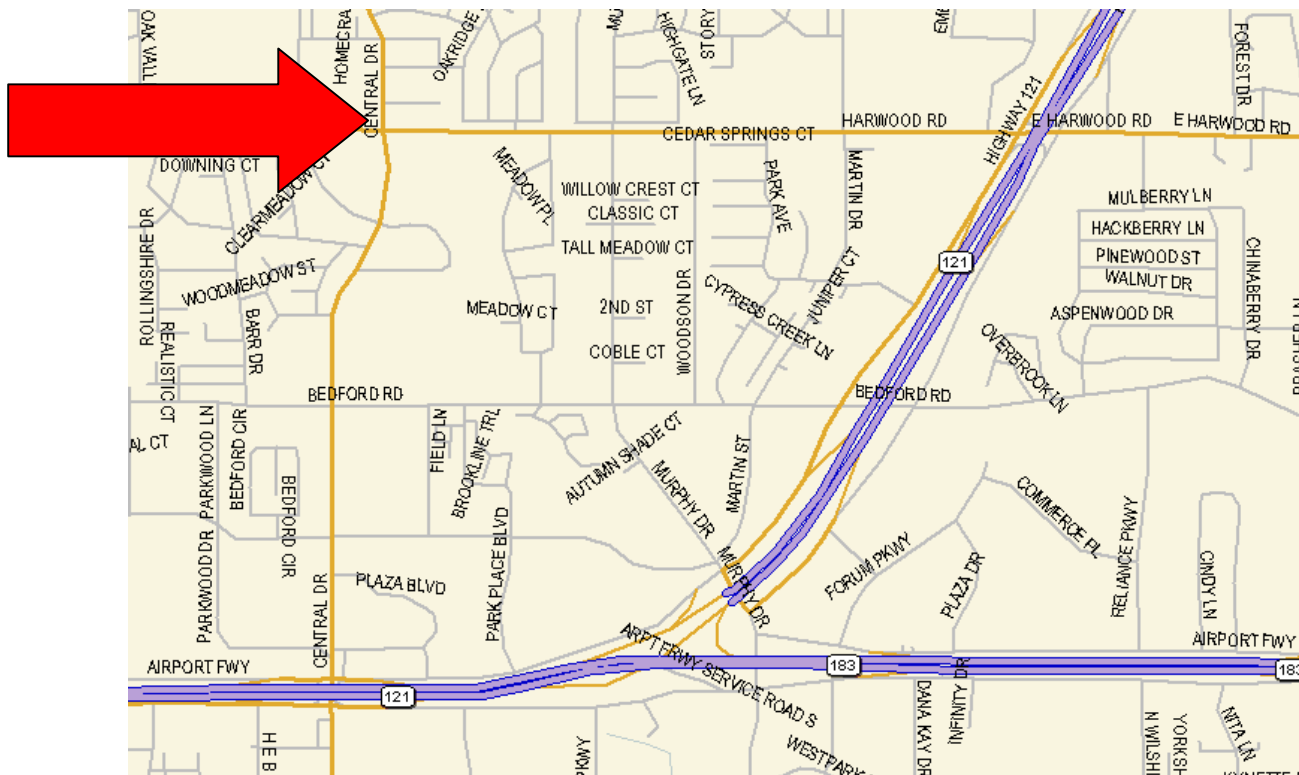 OAK WALL
HOMECRA
CENTRAL DR
OAKRIDGE
MU
HIGHGATE LN
STORY
EME
HIGHWAY 121
FOREST DR
CEDAR SPRINGS CT
HARWOOD RD
E HARWOOD RD
E HARWOOD RD
DOWNING CT
CLEARMEADOW CT
MEADOW PL
WILLOW CREST CT
CLASSIC CT
TALL MEADOW CT
PARK AVE
MARTIN DR
MULBERRY LN
HACKBERRY LN
PINEWOOD ST
WALNUT DR
ASPENWOOD DR
CHINABERRY DR
ROLLINGSHIRE DR
WOODMEADOW ST
121
MEADOW CT
2ND ST
COBLE CT
WOODSON DR
CYPRESS CREEK LN
JUNIPER CT
OVERBROOK LN
REALISTIC CT
BARR DR
BEDFORD RD
BEDFORD RD
AL CT
PARKWOOD LN
BEDFORD CIR
BEDFORD CIR
FIELD LN
BROOKLINE TRL
AUTUMN SHADE CT
MURPHY DR
MARTIN ST
COMMERCE PL
RELIANCE PKWY
CINDY LN
PARKWOOD DR
CENTRAL DR
PLAZA BLVD
PARK PLACE BLVD
MURPHY DR
FORUM PKWY
PLAZA DR
AIRPORT FWY
ARPT FRWY SERVICE ROAD S
183
AIRPORT FWY
183
121
INFINITY DR
DANA KAY DR
WESTPARK
H E B
PKWY
N WILSH
YORKSH
NITA LN